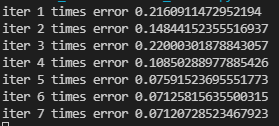 iter 1 times error 0.2160911472952194
iter 2 times error 0.14844152355516937
iter 3 times error 0.22000301878843057
iter 4 times error 0.10850288977885426
iter 5 times error 0.07591523695551773
iter 6 times error 0.07125815635500315
iter 7 times error 0.07120728523467923